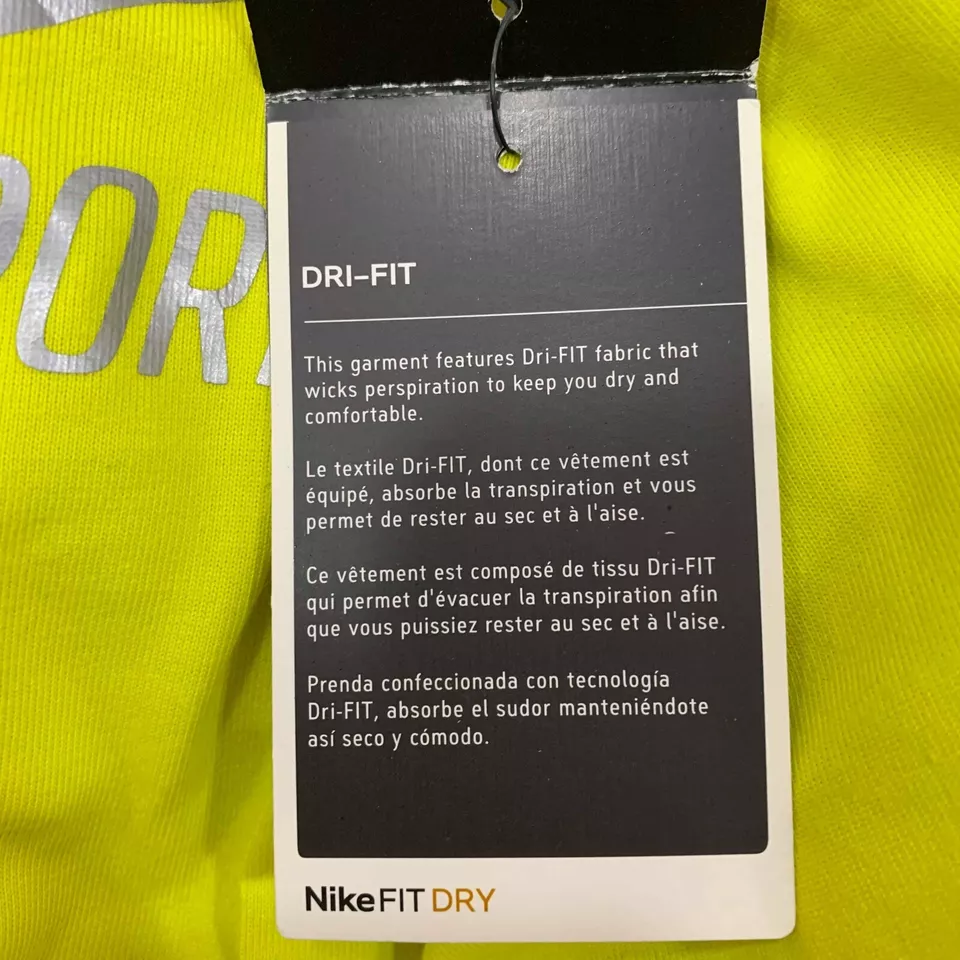 POR
DRI–FIT
This garment features Dri-FIT fabric that
wicks perspiration to keep you dry and
comfortable.
Le textile Dri-FIT, dont ce vêtement est
équipé, absorbe la transpiration et vous
permet de rester au sec et à l'aise.
Ce vêtement est composé de tissu Dri-FIT
qui permet d'évacuer la transpiration afin
que vous puissiez rester au sec et à l'aise.
Prenda confeccionada con tecnología
Dri-FIT, absorbe el sudor manteniéndote
así seco y cómodo.
NikeFIT DRY